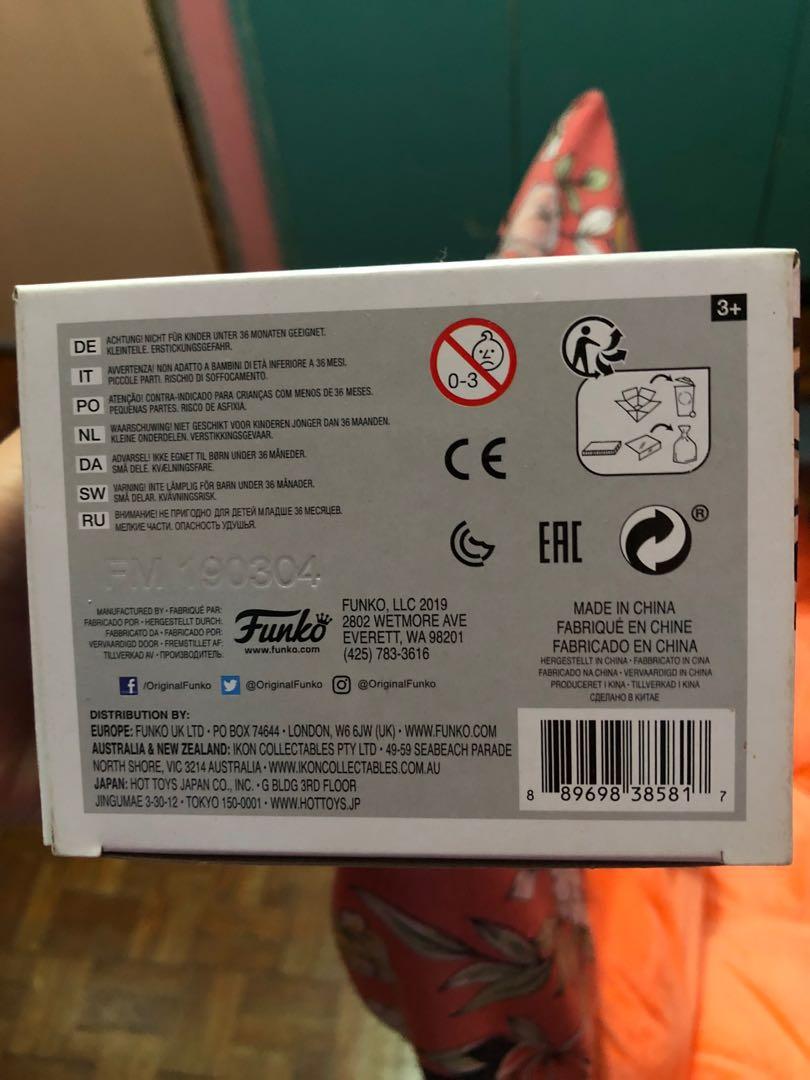 3+
DE ACHTUNG! NICHT FÜR KINDER UNTER 36 MONATEN GEEIGNET.
KLEINTEILE. ERSTICKUNGSGEFAHR.
IT AVVERTENZA! NON ADATTO A BAMBINI DI ETÀ INFERIORE A 36 MESI.
PICCOLE PARTI. RISCHIO DI SOFFOCAMENTO.
PO ATENÇÃO! CONTRA-INDICADO PARA CRIANÇAS COM MENOS DE 36 MESES.
PEQUENAS PARTES. RISCO DE ASFIXIA.
NL WAARSCHUWING! NIET GESCHIKT VOOR KINDEREN JONGER DAN 36 MAANDEN.
KLEINE ONDERDELEN. VERSTIKKINGSGEVAAR.
DA ADVARSEL! IKKE EGNET TIL BØRN UNDER 36 MÅNEDER.
SMÅ DELE. KVÆLNINGSFARE.
SW VARNING! INTE LÄMPLIG FÖR BARN UNDER 36 MÅNADER.
SMÅ DELAR. KVÄVNINGSRISK.
RU ВНИМАНИЕ! НЕ ПРИГОДНО ДЛЯ ДЕТЕЙ МЛАДШЕ 36 МЕСЯЦЕВ.
МЕЛКИЕ ЧАСТИ. ОПАСНОСТЬ УДУШЬЯ.
0-3
CE
EAC
®
FM 190304
MANUFACTURED BY • FABRIQUÉ PAR:
FABRICADO POR • HERGESTELLT DURCH:
FABBRICATO DA • FABRICADO POR:
VERVAARDIGD DOOR • FREMSTILLET AF:
TILLVERKAD AV • ПРОИЗВОДИТЕЛЬ:
Funko
www.funko.com
FUNKO, LLC 2019
2802 WETMORE AVE
EVERETT, WA 98201
(425) 783-3616
/OriginalFunko @OriginalFunko @OriginalFunko
MADE IN CHINA
FABRIQUÉ EN CHINE
FABRICADO EN CHINA
HERGESTELLT IN CHINA • FABBRICATO IN CINA
FABRICADO NA CHINA • VERVAARDIGD IN CHINA
PRODUCERET I KINA • TILLVERKAD I KINA
СДЕЛАНО В КИТАЕ
DISTRIBUTION BY:
EUROPE: FUNKO UK LTD • PO BOX 74644 • LONDON, W6 6JW (UK) • WWW.FUNKO.COM
AUSTRALIA & NEW ZEALAND: IKON COLLECTABLES PTY LTD • 49-59 SEABEACH PARADE
NORTH SHORE, VIC 3214 AUSTRALIA • WWW.IKONCOLLECTABLES.COM.AU
JAPAN: HOT TOYS JAPAN CO., INC. • G BLDG 3RD FLOOR
JINGUMAE 3-30-12 • TOKYO 150-0001 • WWW.HOTTOYS.JP
8 89698 38581 7